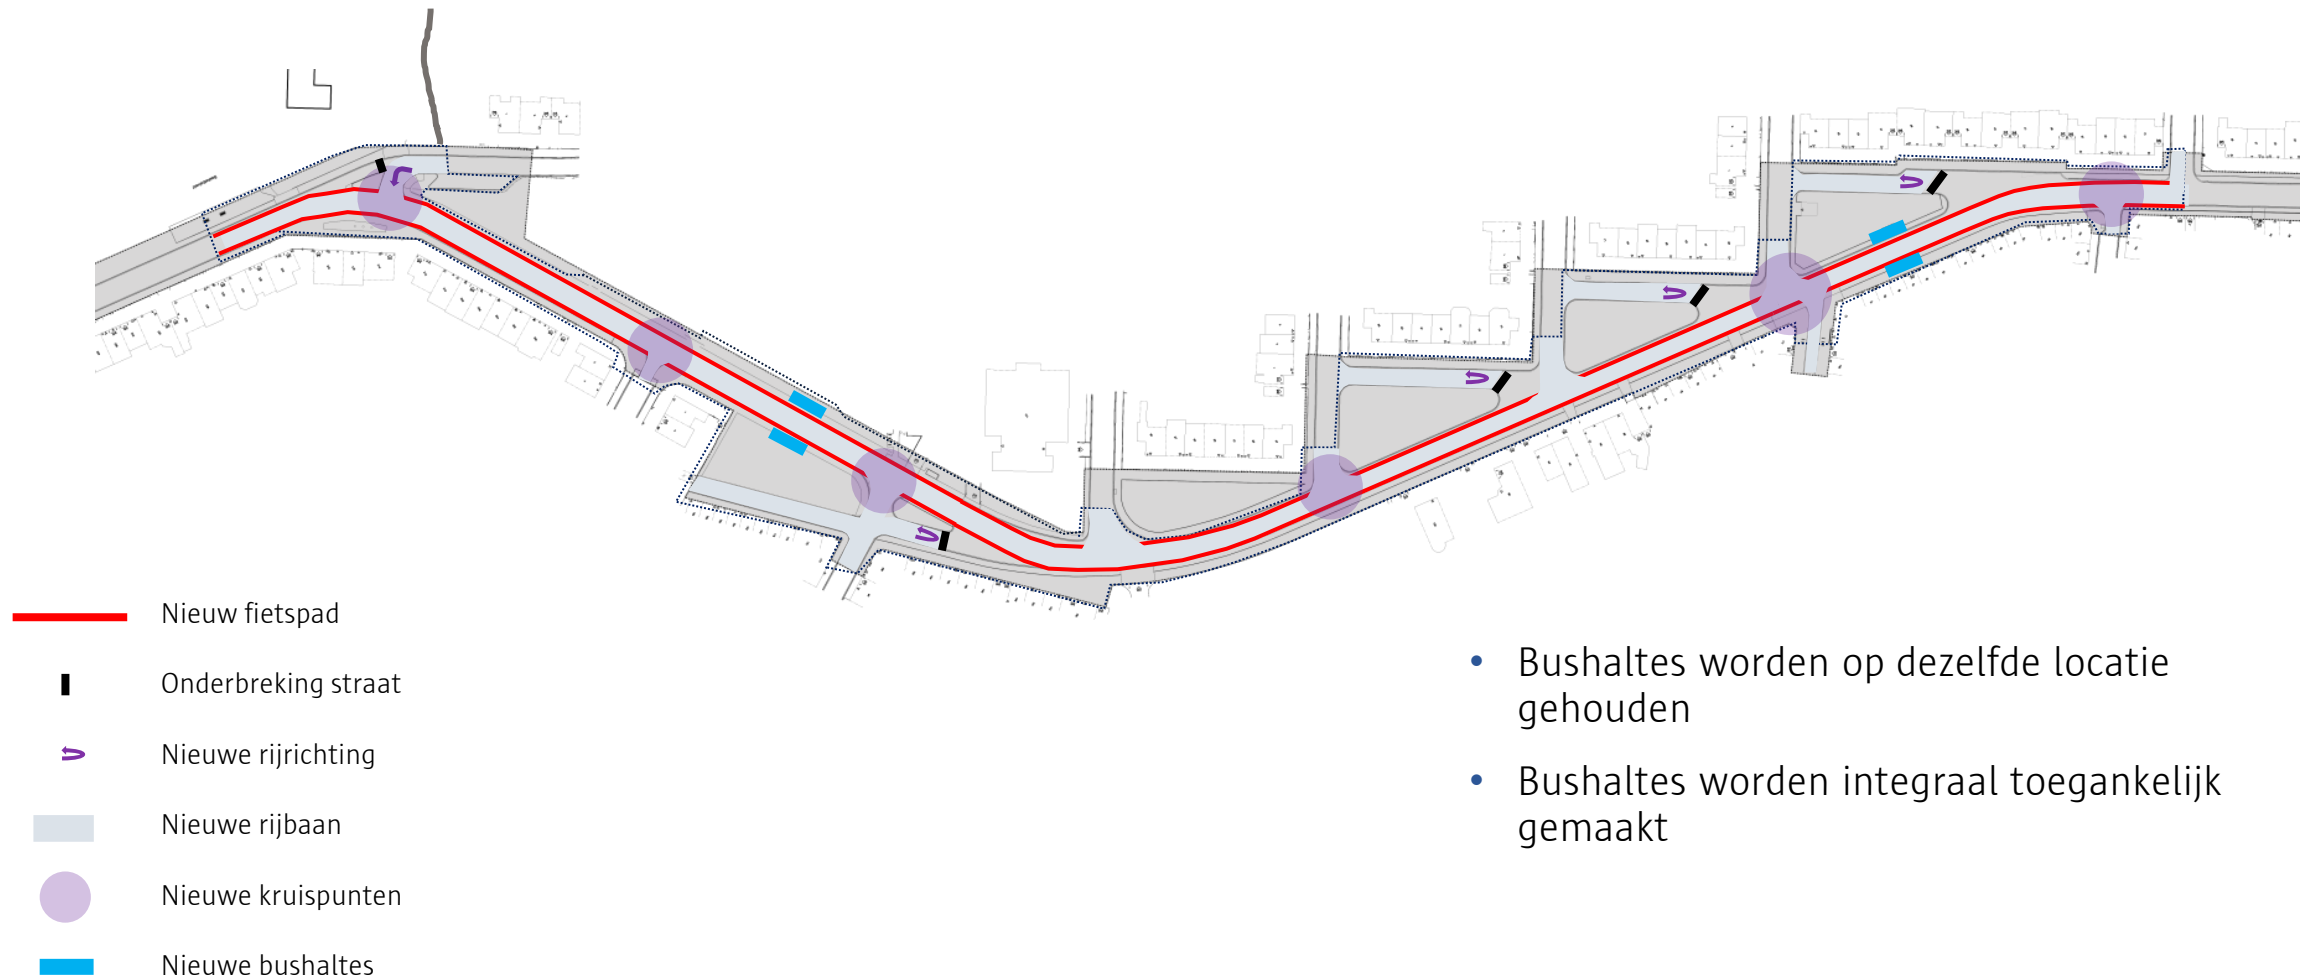 Nieuw fietspad
Onderbreking straat
Nieuwe rijrichting
Nieuwe rijbaan
Nieuwe kruispunten
Nieuwe bushaltes
• Bushaltes worden op dezelfde locatie
gehouden
• Bushaltes worden integraal toegankelijk
gemaakt